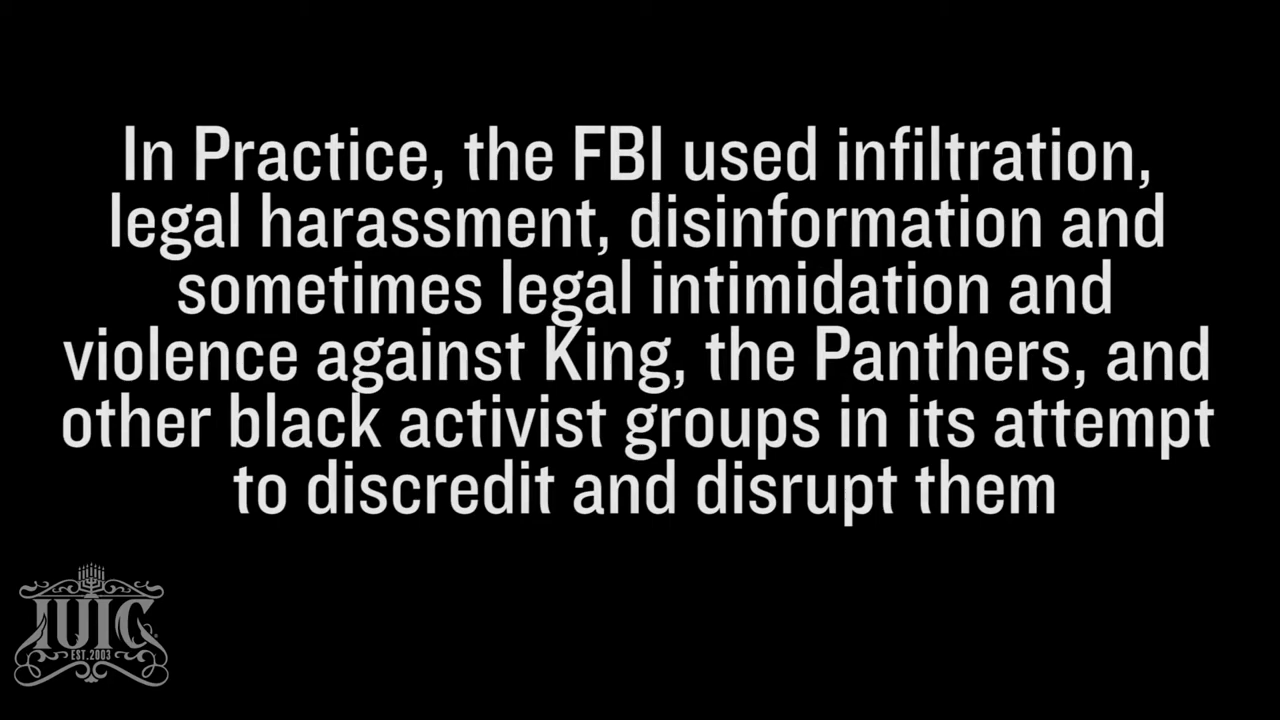 In Practice, the FBI used infiltration,
legal harassment, disinformation and
sometimes legal intimidation and
violence against King, the Panthers, and
other black activist groups in its attempt
to discredit and disrupt them
IUIC
EST. 2003